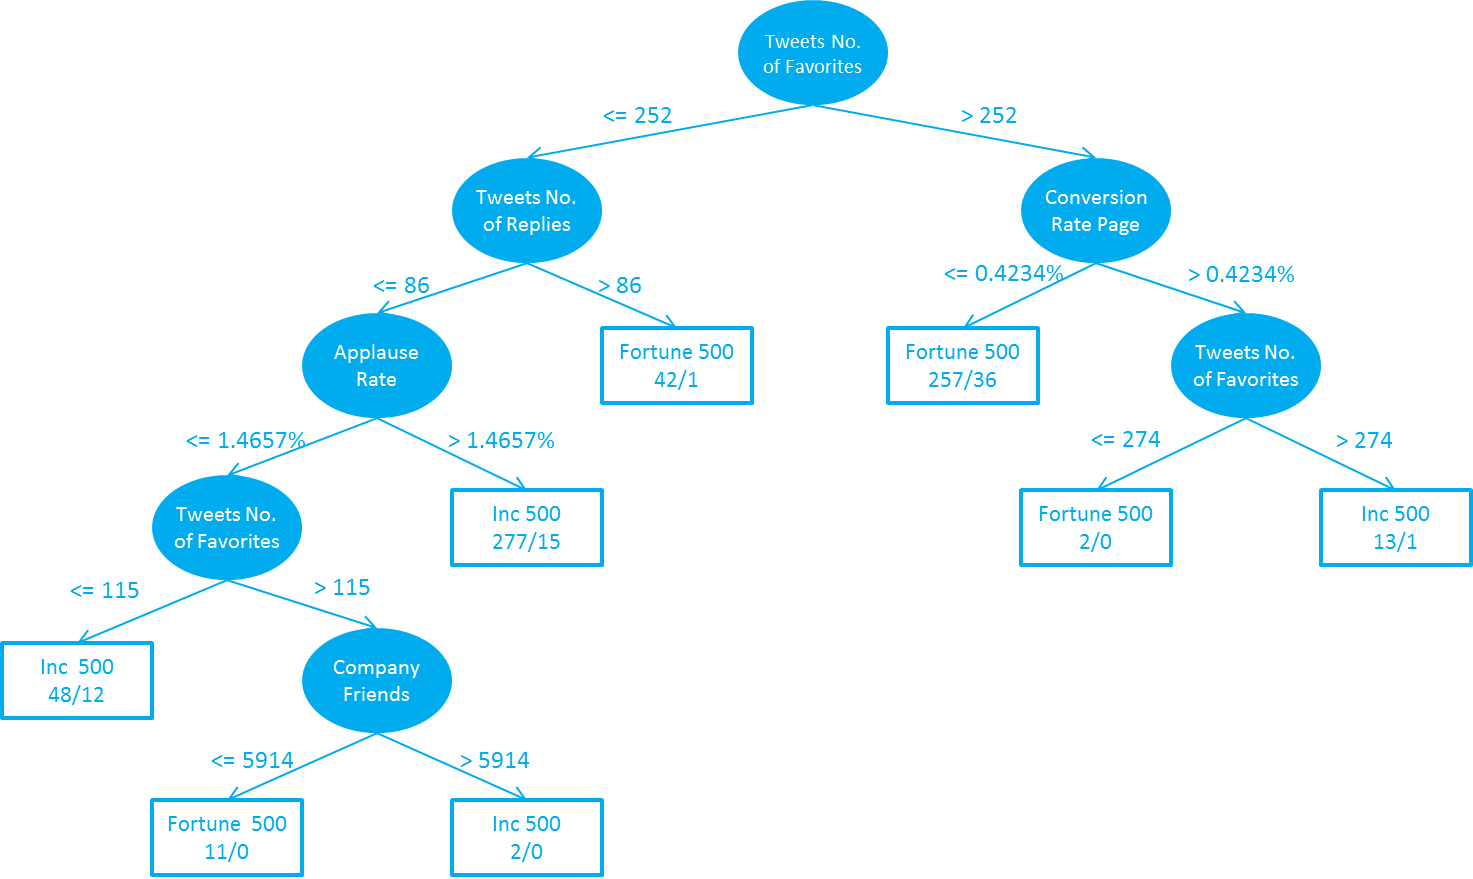 Tweets No.
of Favorites
<= 252
> 252
Tweets No.
of Replies
Conversion
Rate Page
<= 86
> 86
<= 0.4234%
> 0.4234%
Applause
Rate
Fortune 500
42/1
Fortune 500
257/36
Tweets No.
of Favorites
<= 1.4657%
> 1.4657%
<= 274
> 274
Tweets No.
of Favorites
Inc 500
277/15
Fortune 500
2/0
Inc 500
13/1
<= 115
> 115
Inc  500
48/12
Company
Friends
<= 5914
> 5914
Fortune  500
11/0
Inc 500
2/0